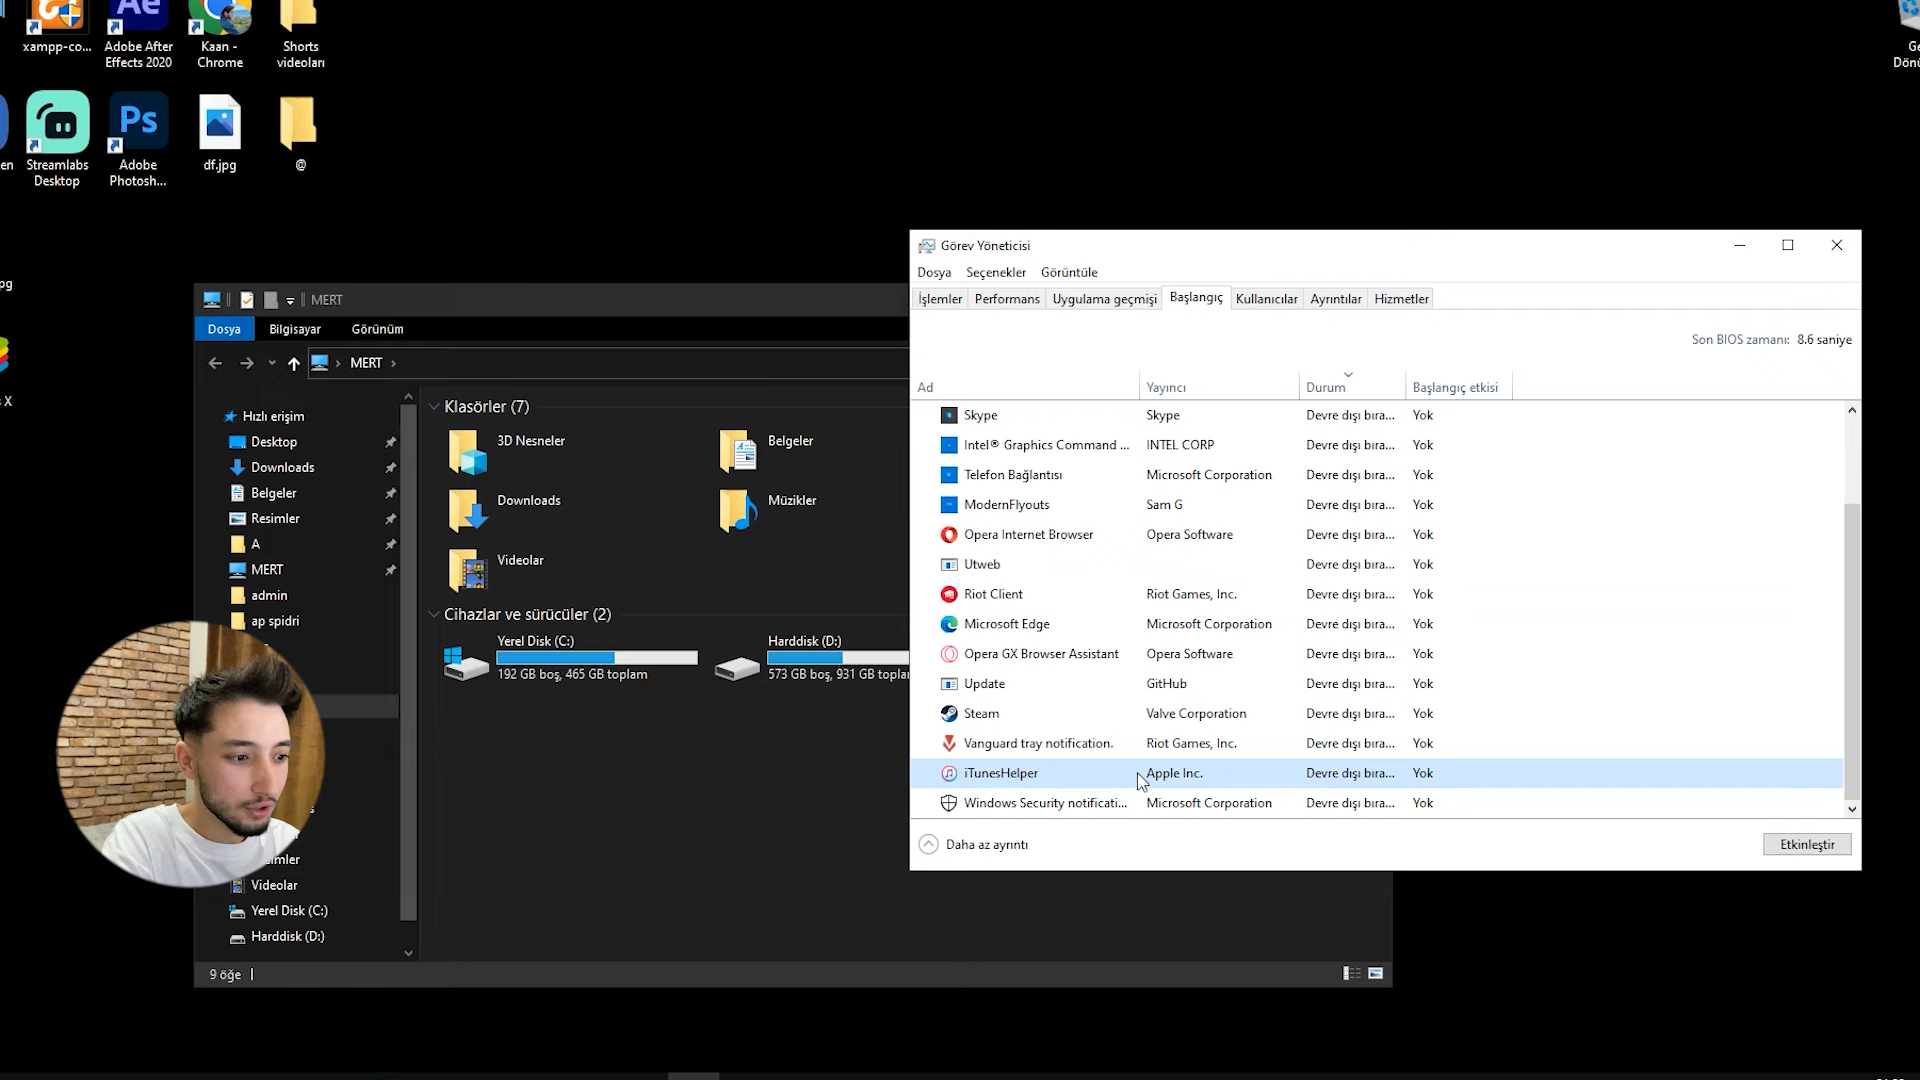 xampp-co...
Adobe After
Effects 2020
Kaan -
Chrome
Shorts
videoları
Ae
en
Streamlabs
Desktop
Ps
Adobe
Photosh...
df.jpg
@
pg
X
MERT
Dosya
Bilgisayar
Görünüm
MERT
Hızlı erişim
Desktop
Downloads
Belgeler
Resimler
A
MERT
admin
ap spidri
imler
Videolar
Yerel Disk (C:)
Harddisk (D:)
Klasörler (7)
3D Nesneler
Belgeler
Downloads
Müzikler
Videolar
Cihazlar ve sürücüler (2)
Yerel Disk (C:)
192 GB boş, 465 GB toplam
Harddisk (D:)
573 GB boş, 931 GB toplar
9 öğe
Görev Yöneticisi
Dosya Seçenekler Görüntüle
İşlemler Performans Uygulama geçmişi Başlangıç Kullanıcılar Ayrıntılar Hizmetler
Son BIOS zamanı: 8.6 saniye
Ad Yayıncı Durum Başlangıç etkisi
Skype Skype Devre dışı bıra... Yok
Intel® Graphics Command ... INTEL CORP Devre dışı bıra... Yok
Telefon Bağlantısı Microsoft Corporation Devre dışı bıra... Yok
ModernFlyouts Sam G Devre dışı bıra... Yok
Opera Internet Browser Opera Software Devre dışı bıra... Yok
Utweb Devre dışı bıra... Yok
Riot Client Riot Games, Inc. Devre dışı bıra... Yok
Microsoft Edge Microsoft Corporation Devre dışı bıra... Yok
Opera GX Browser Assistant Opera Software Devre dışı bıra... Yok
Update GitHub Devre dışı bıra... Yok
Steam Valve Corporation Devre dışı bıra... Yok
Vanguard tray notification. Riot Games, Inc. Devre dışı bıra... Yok
iTunesHelper Apple Inc. Devre dışı bıra... Yok
Windows Security notificati... Microsoft Corporation Devre dışı bıra... Yok
Daha az ayrıntı
Etkinleştir
Ge
Dönü